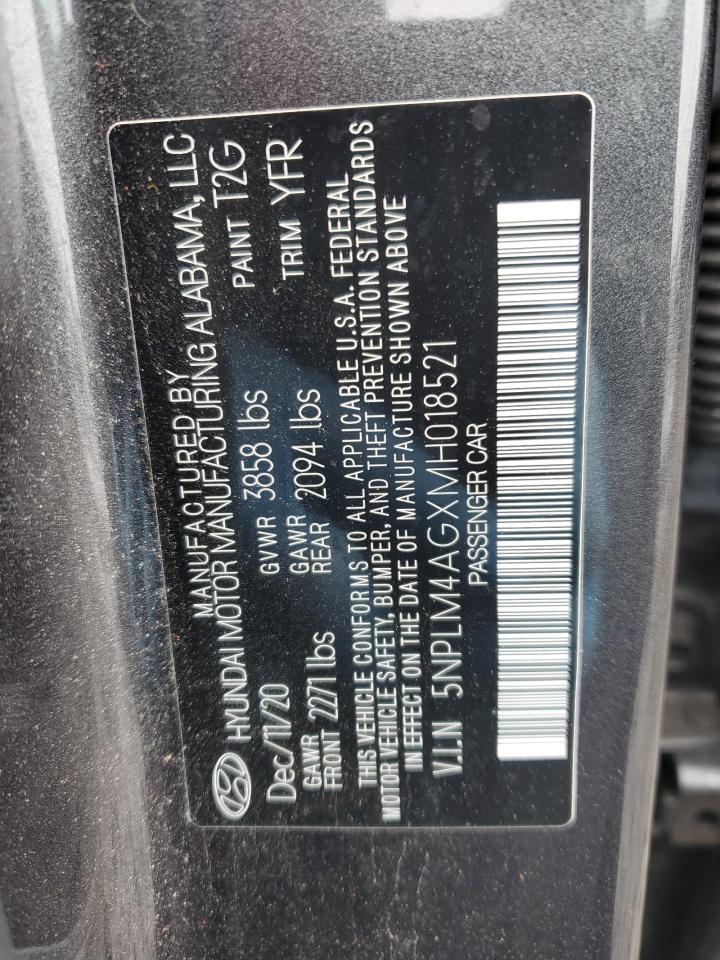 MANUFACTURED BY
HYUNDAI MOTOR MANUFACTURING ALABAMA, LLC
Dec/11/20 GVWR 3858 lbs PAINT T2G
GAWR FRONT 2271 lbs GAWR REAR 2094 lbs TRIM YFR
THIS VEHICLE CONFORMS TO ALL APPLICABLE U.S.A. FEDERAL
MOTOR VEHICLE SAFETY, BUMPER, AND THEFT PREVENTION STANDARDS
IN EFFECT ON THE DATE OF MANUFACTURE SHOWN ABOVE
V.I.N 5NPLM4AGXMH018521
PASSENGER CAR